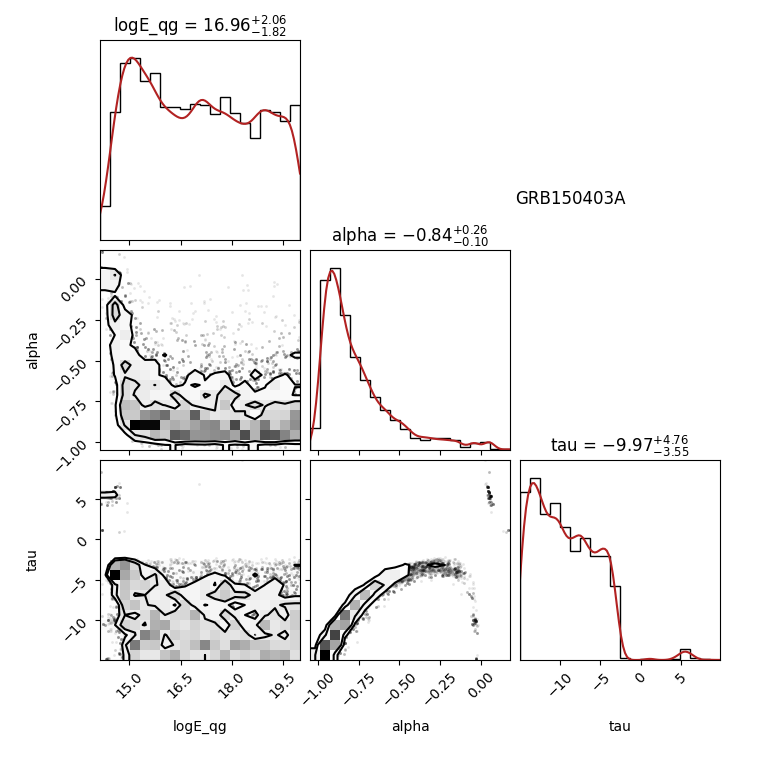 logE_qg = 16.96+2.06−1.82
GRB150403A
alpha = −0.84+0.26−0.10
alpha
0.00
−0.25
−0.50
−0.75
−1.00
tau = −9.97+4.76−3.55
tau
5
0
−5
−10
15.0 16.5 18.0 19.5 −1.00 −0.75 −0.50 −0.25 0.00 −10 −5 0 5
logE_qg alpha tau